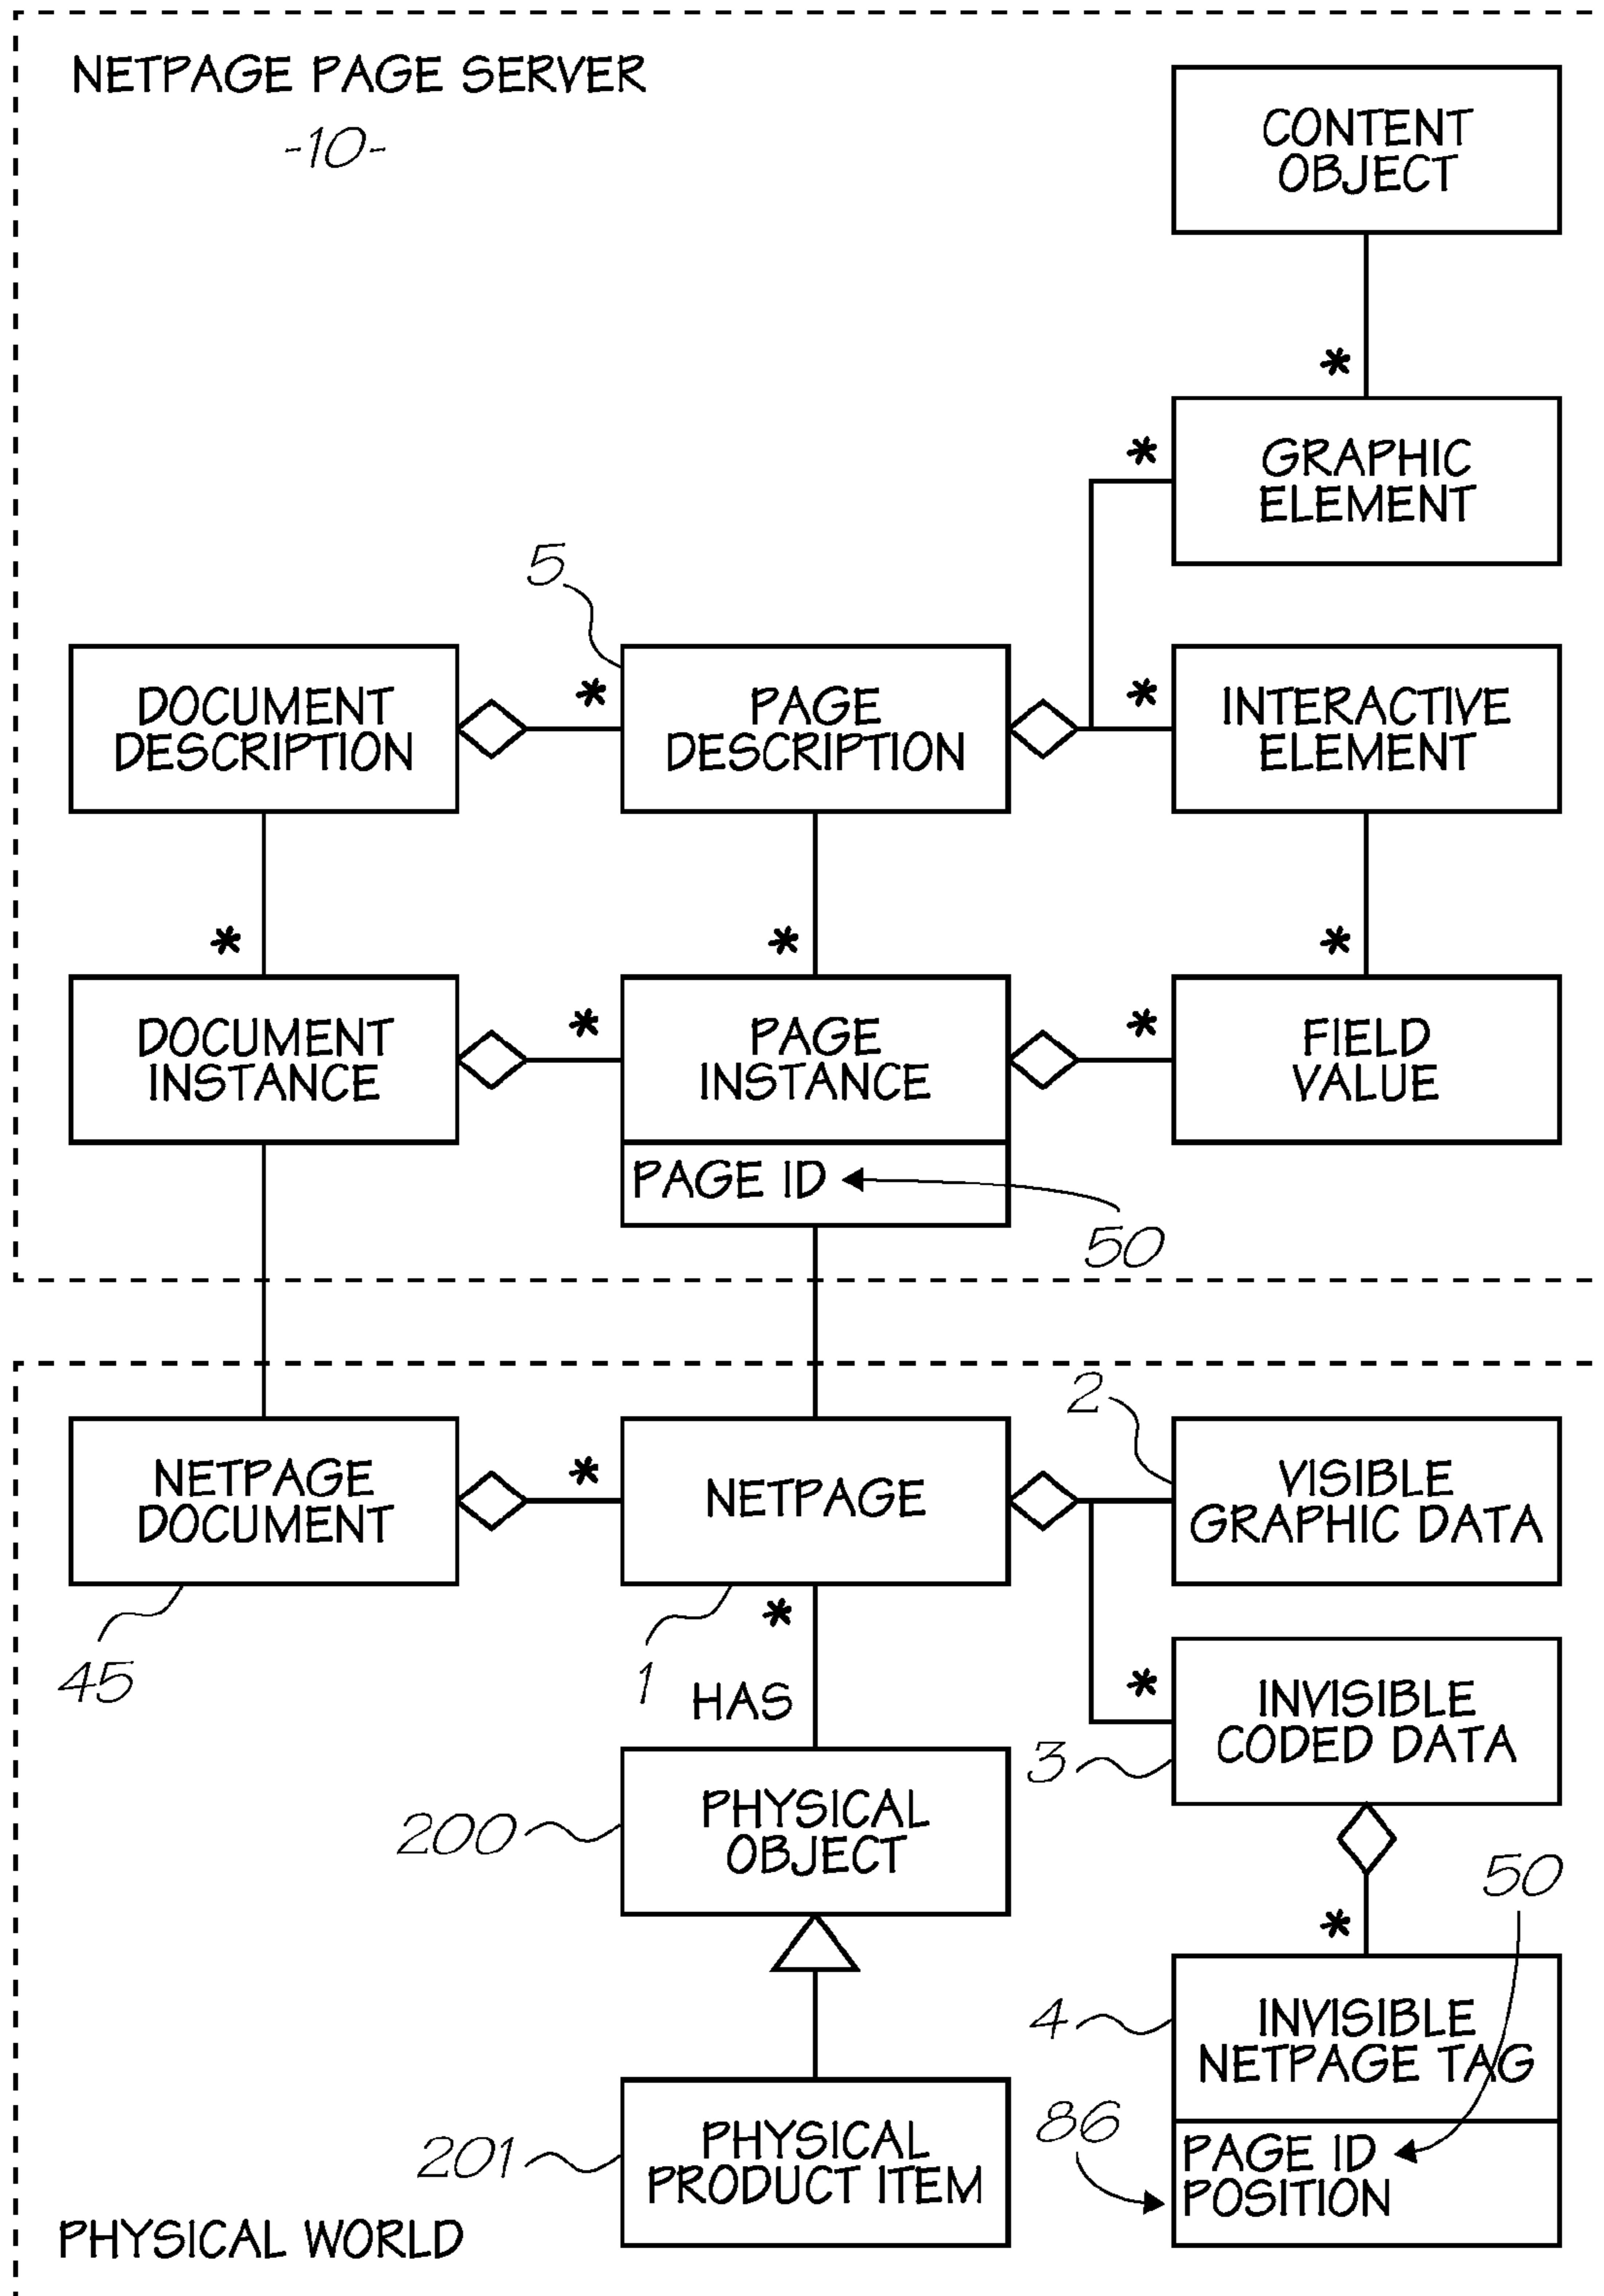 NETPAGE PAGE SERVER
-10-
CONTENT
OBJECT
*
*
GRAPHIC
ELEMENT
5
DOCUMENT
DESCRIPTION
*
PAGE
DESCRIPTION
*
INTERACTIVE
ELEMENT
*
*
*
DOCUMENT
INSTANCE
*
PAGE
INSTANCE
*
FIELD
VALUE
PAGE ID
50
2
NETPAGE
DOCUMENT
*
NETPAGE
VISIBLE
GRAPHIC DATA
45
1
*
HAS
*
INVISIBLE
CODED DATA
3
200
PHYSICAL
OBJECT
50
*
4
INVISIBLE
NETPAGE TAG
86
PAGE ID
POSITION
201
PHYSICAL
PRODUCT ITEM
PHYSICAL WORLD